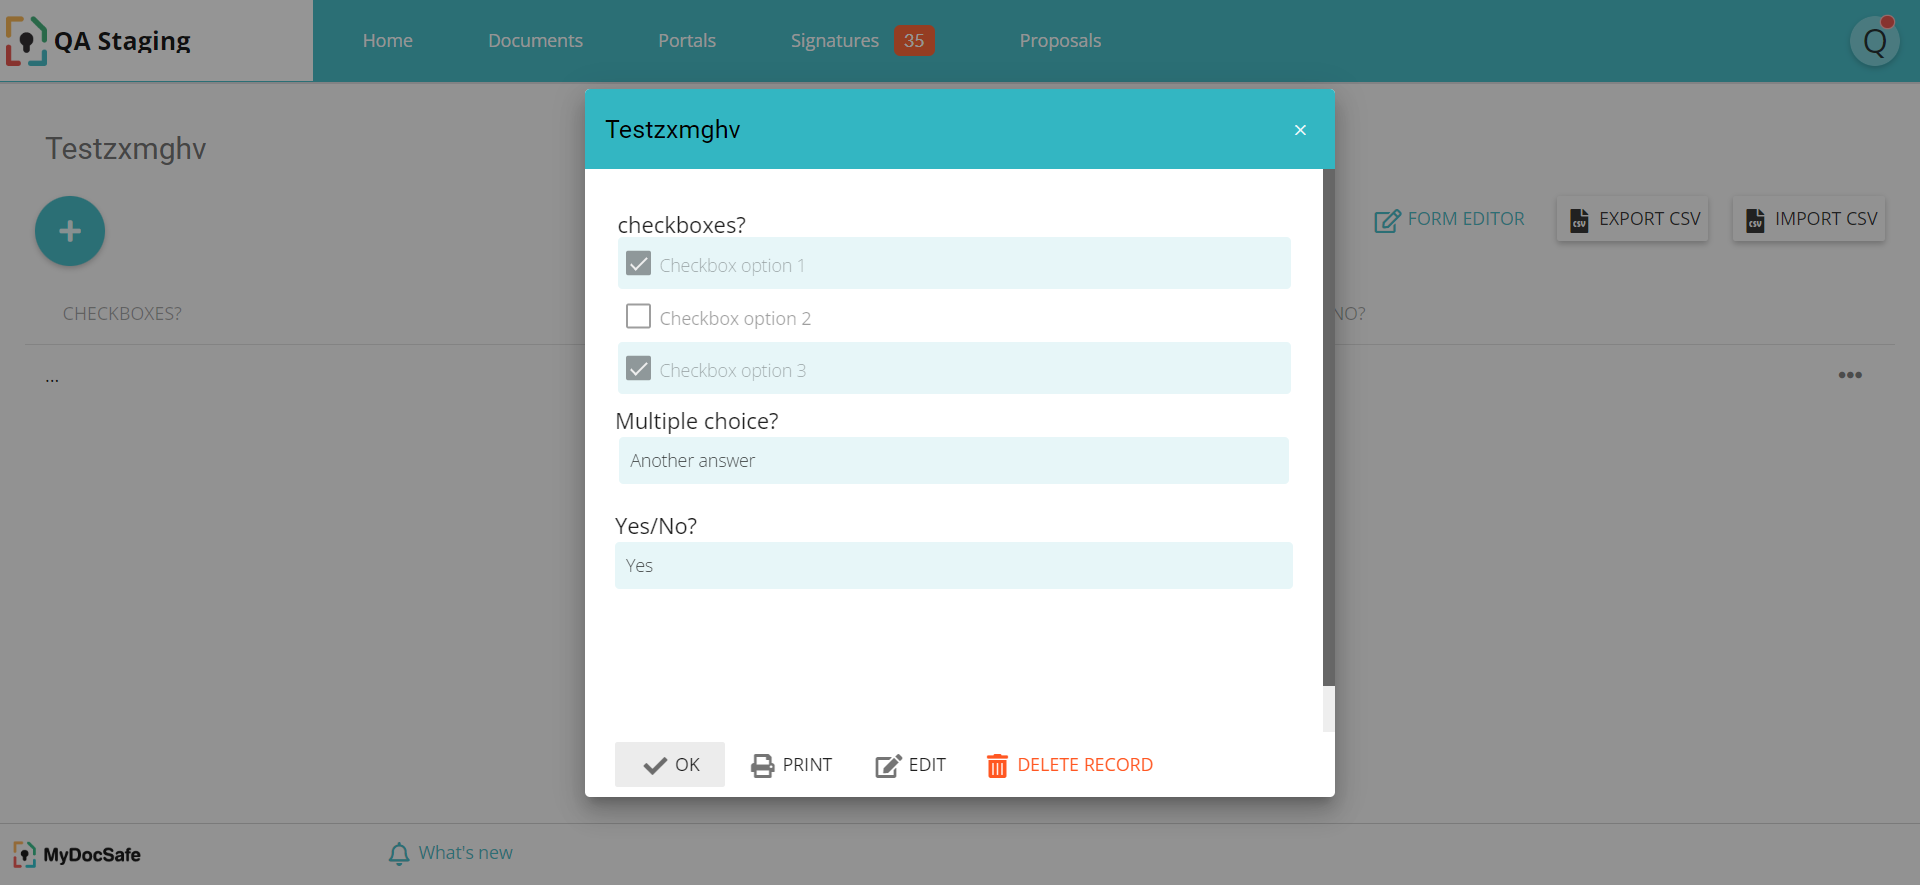 QA Staging
Home
Documents
Portals
Signatures 35
Proposals
Q
Testzxmghv
FORM EDITOR
EXPORT CSV
IMPORT CSV
CHECKBOXES?
NO?
...
Testzxmghv
checkboxes?
Checkbox option 1
Checkbox option 2
Checkbox option 3
Multiple choice?
Another answer
Yes/No?
Yes
OK
PRINT
EDIT
DELETE RECORD
MyDocSafe
What's new